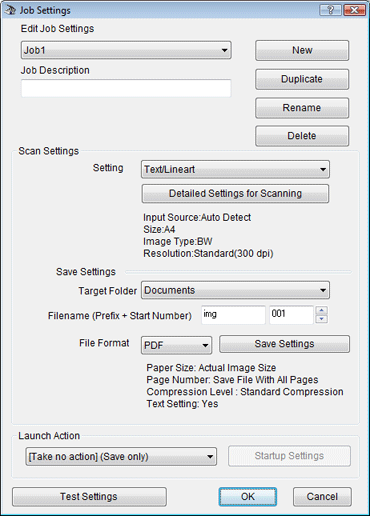 Job Settings
Edit Job Settings
Job1
New
Job Description
Duplicate
Rename
Delete
Scan Settings
Setting
Text/Lineart
Detailed Settings for Scanning
Input Source:Auto Detect
Size:A4
Image Type:BW
Resolution:Standard(300 dpi)
Save Settings
Target Folder
Documents
Filename (Prefix + Start Number)
img
001
File Format
PDF
Save Settings
Paper Size: Actual Image Size
Page Number: Save File With All Pages
Compression Level : Standard Compression
Text Setting: Yes
Launch Action
[Take no action] (Save only)
Startup Settings
Test Settings
OK
Cancel